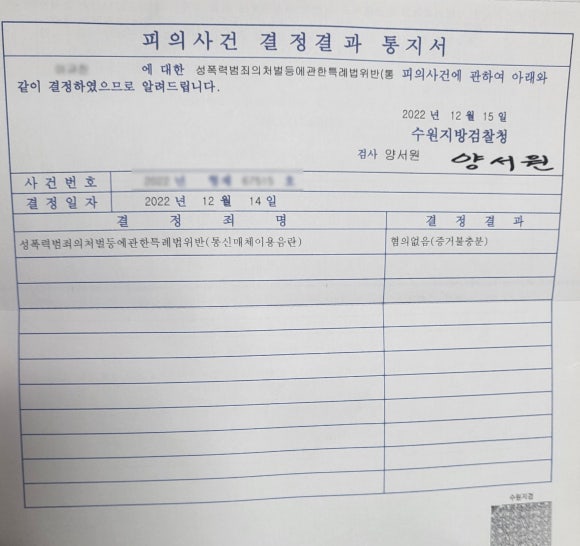 피의사건 결정결과 통지서
에 대한 성폭력범죄의처벌등에관한특례법위반(통 피의사건에 관하여 아래와
같이 결정하였으므로 알려드립니다.
2022 년 12 월 15 일
수원지방검찰청
검사 양서원 양서원
사건번호
결정일자 2022 년 12 월 14 일
결정죄명 결정결과
성폭력범죄의처벌등에관한특례법위반(통신매체이용음란) 혐의없음(증거불충분)
수원지검